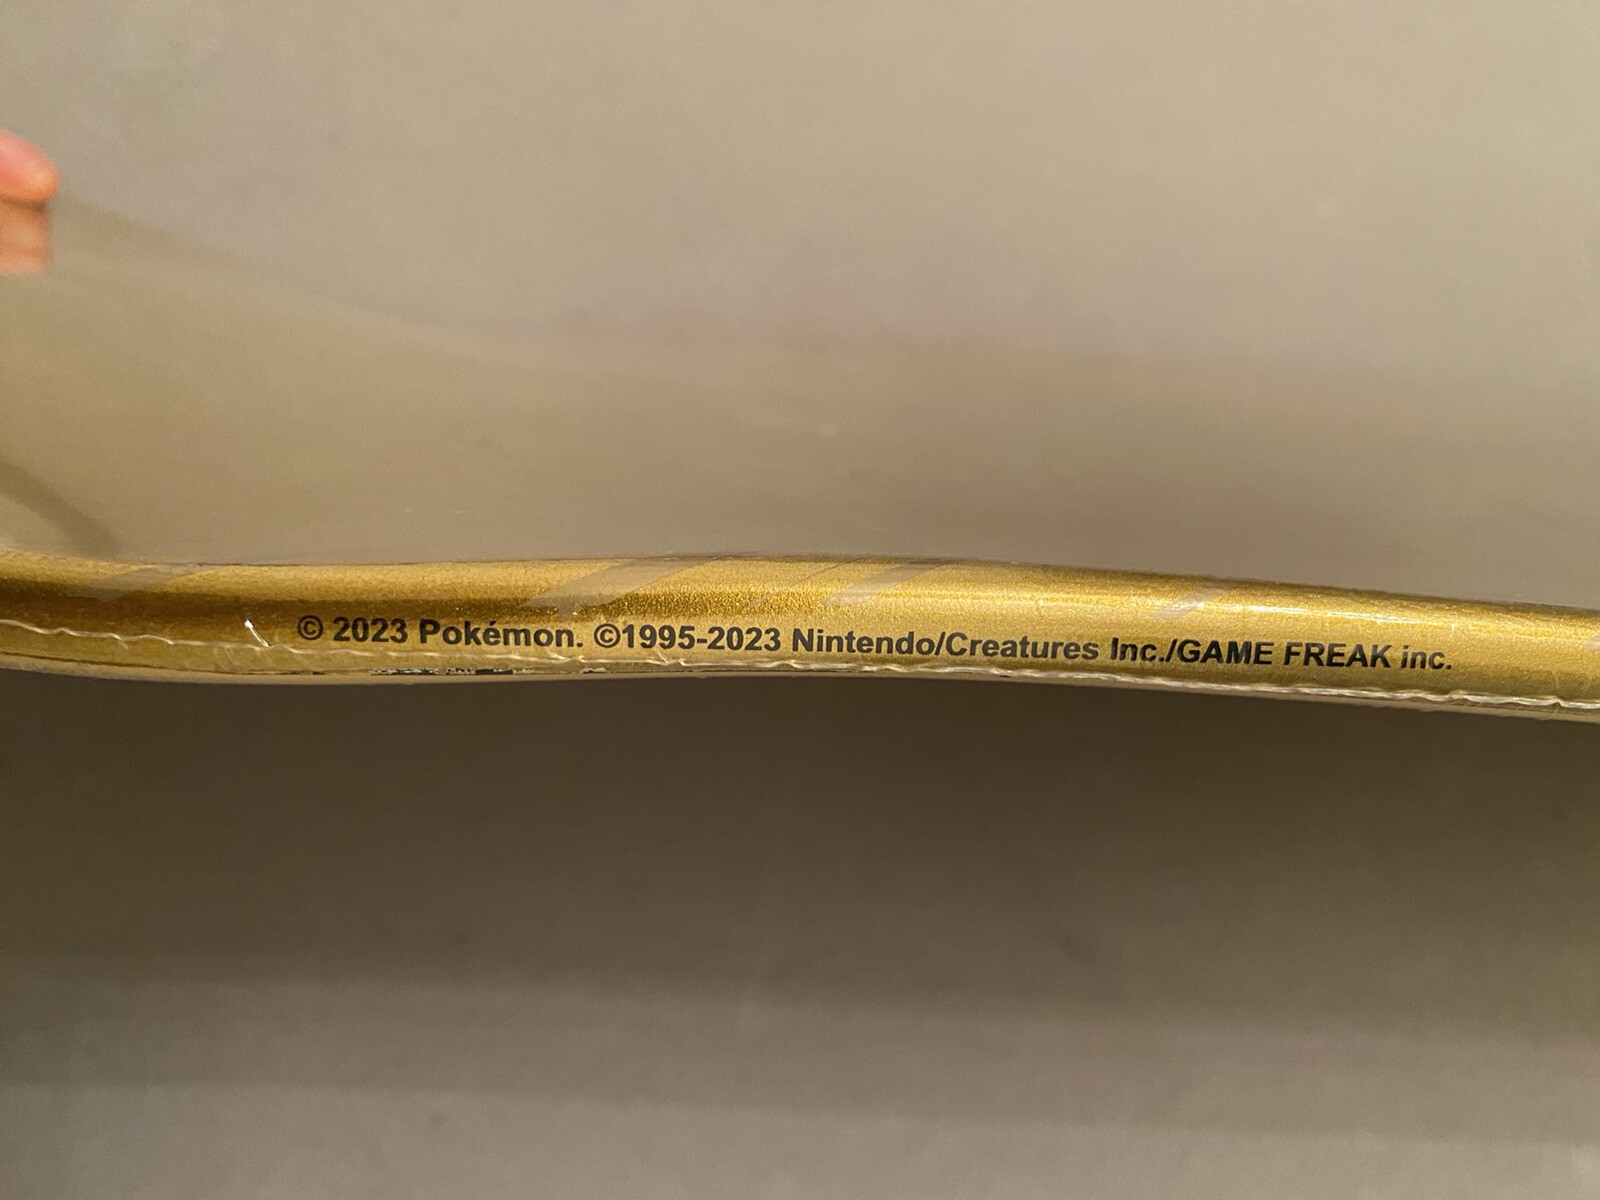 © 2023 Pokémon. ©1995-2023 Nintendo/Creatures Inc./GAME FREAK inc.